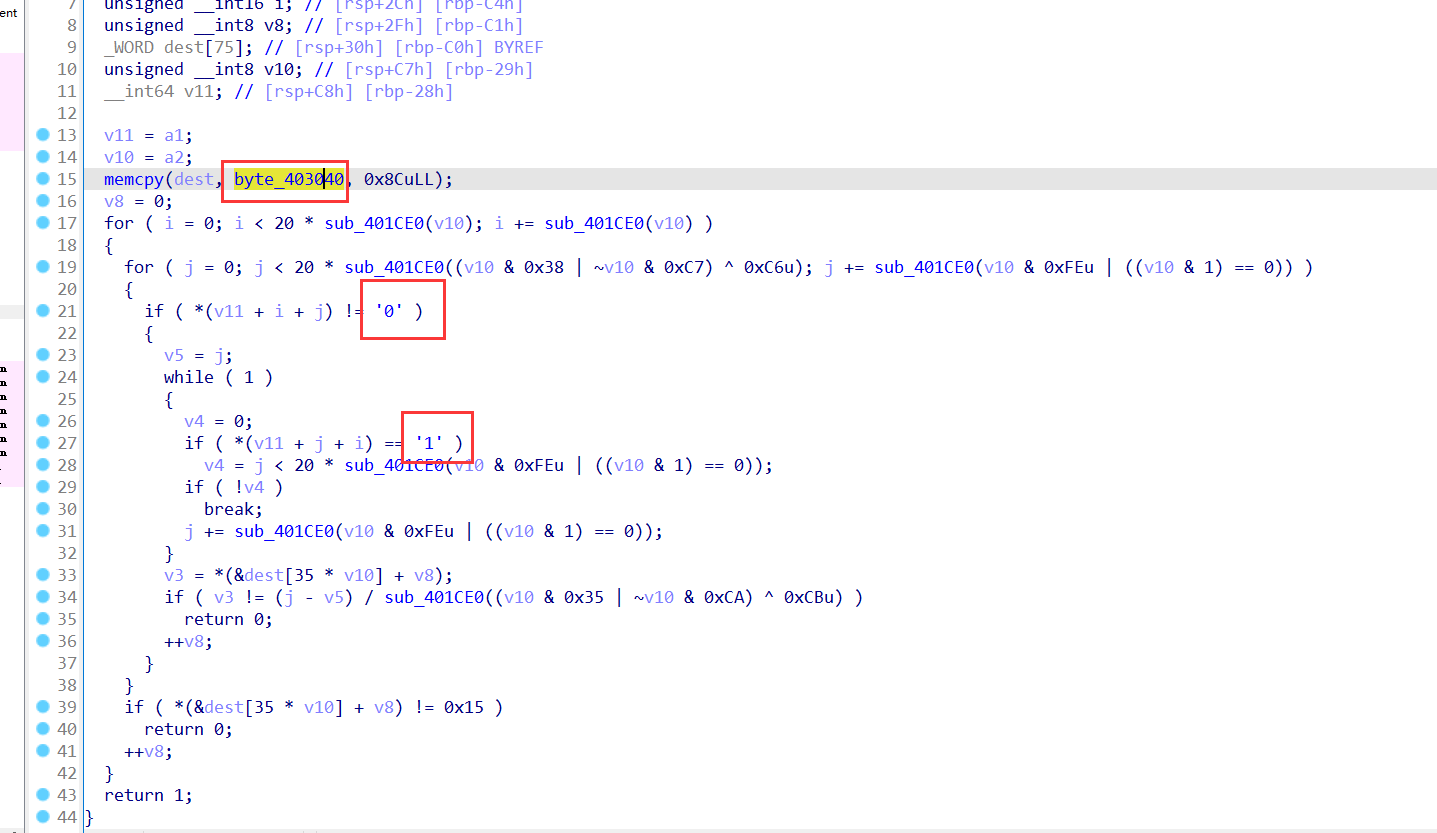 ent
7 unsigned __int16 i; // [rsp+2Ch] [rbp-C4h]
8 unsigned __int8 v8; // [rsp+2Fh] [rbp-C1h]
9 _WORD dest[75]; // [rsp+30h] [rbp-C0h] BYREF
10 unsigned __int8 v10; // [rsp+C7h] [rbp-29h]
11 __int64 v11; // [rsp+C8h] [rbp-28h]
12
13 v11 = a1;
14 v10 = a2;
15 memcpy(dest, byte_403040, 0x8CuLL);
16 v8 = 0;
17 for ( i = 0; i < 20 * sub_401CE0(v10); i += sub_401CE0(v10) )
18 {
19 for ( j = 0; j < 20 * sub_401CE0((v10 & 0x38 | ~v10 & 0xC7) ^ 0xC6u); j += sub_401CE0(v10 & 0xFEu | ((v10 & 1) == 0)) )
20 {
21 if ( *(v11 + i + j) != '0' )
22 {
23 v5 = j;
24 while ( 1 )
25 {
26 v4 = 0;
27 if ( *(v11 + j + i) == '1' )
28 v4 = j < 20 * sub_401CE0(v10 & 0xFEu | ((v10 & 1) == 0));
29 if ( !v4 )
30 break;
31 j += sub_401CE0(v10 & 0xFEu | ((v10 & 1) == 0));
32 }
33 v3 = *(&dest[35 * v10] + v8);
34 if ( v3 != (j - v5) / sub_401CE0((v10 & 0x35 | ~v10 & 0xCA) ^ 0xCBu) )
35 return 0;
36 ++v8;
37 }
38 }
39 if ( *(&dest[35 * v10] + v8) != 0x15 )
40 return 0;
41 ++v8;
42 }
43 return 1;
44 }
n
n
n
n
n
n
n